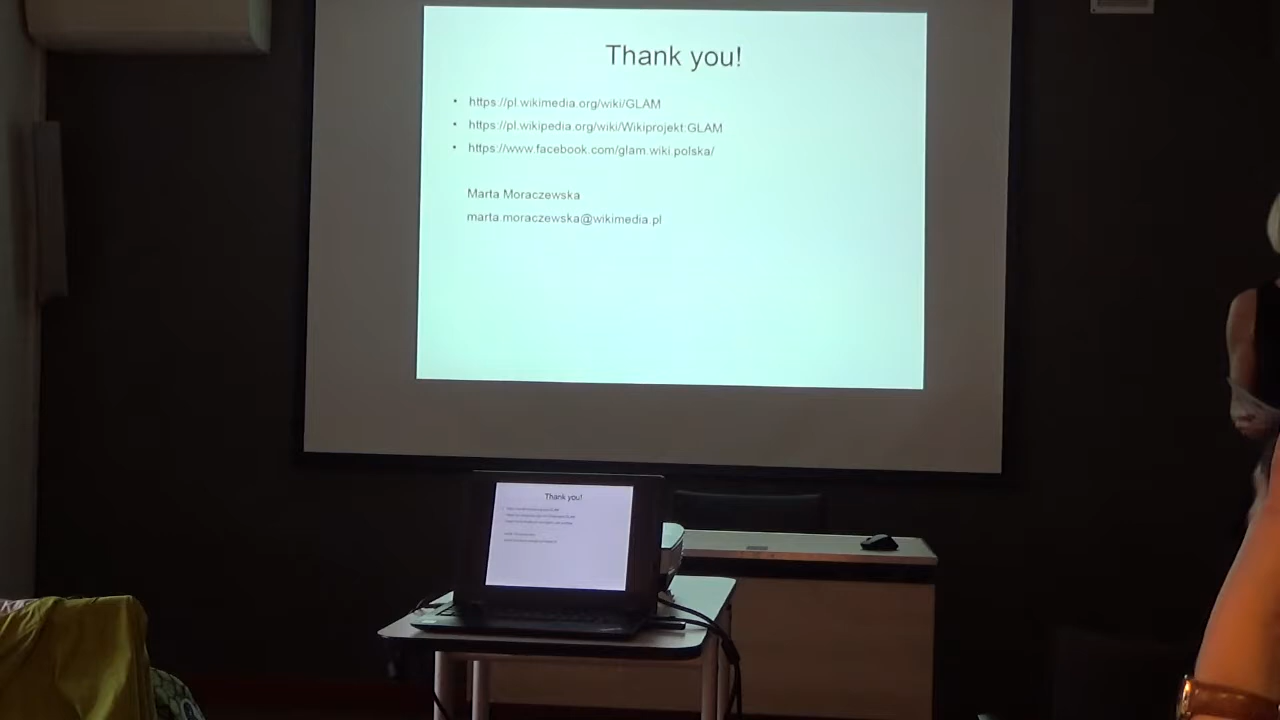 Thank you!
• https://pl.wikimedia.org/wiki/GLAM
• https://pl.wikipedia.org/wiki/Wikiprojekt:GLAM
• https://www.facebook.com/glam.wiki.polska/
Marta Moraczewska
marta.moraczewska@wikimedia.pl
Thank you!